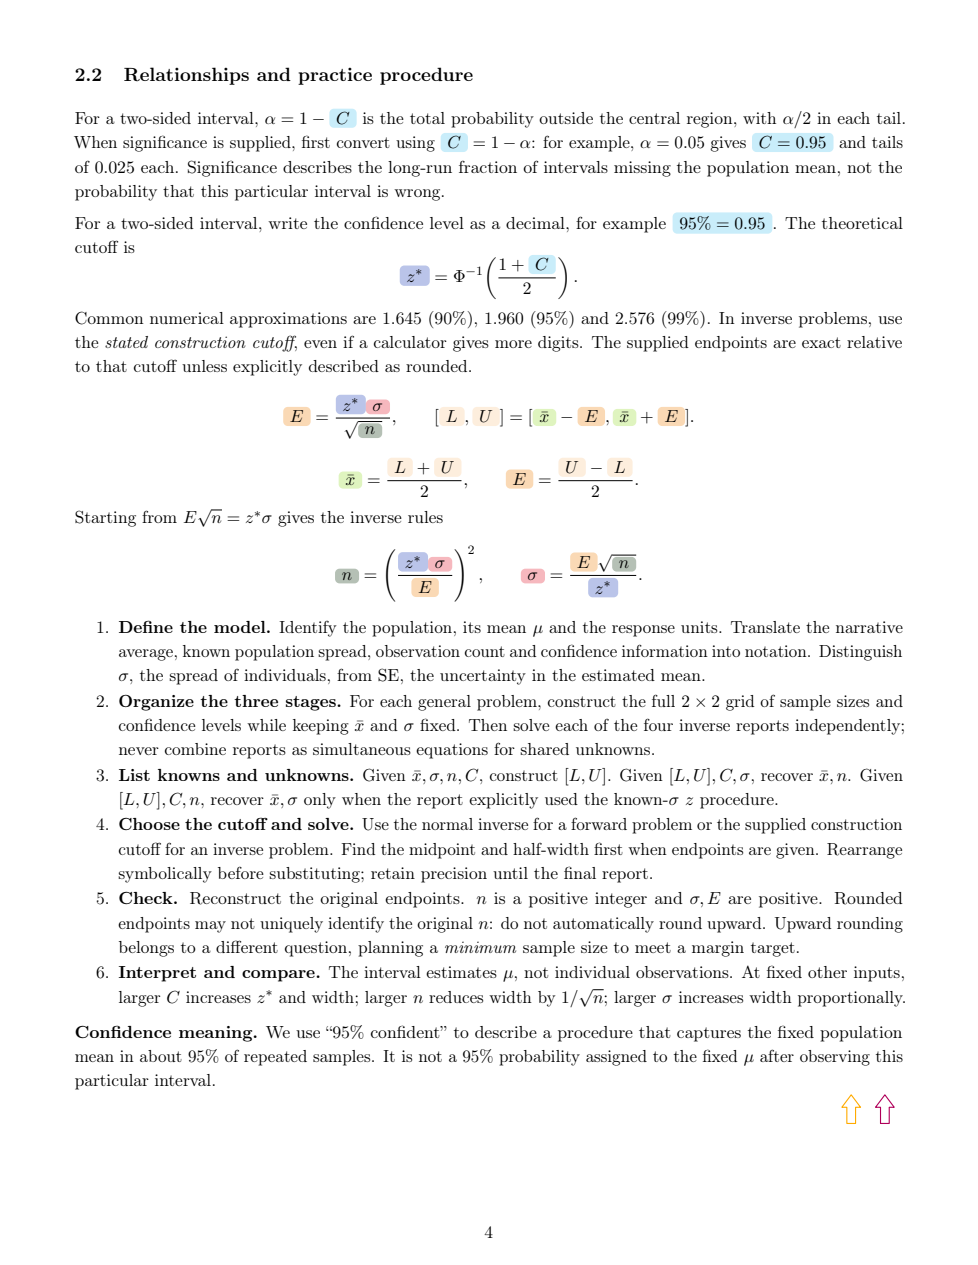 2.2 Relationships and practice procedure
For a two-sided interval, α = 1 − C is the total probability outside the central region, with α/2 in each tail.
When significance is supplied, first convert using C = 1 − α: for example, α = 0.05 gives C = 0.95 and tails
of 0.025 each. Significance describes the long-run fraction of intervals missing the population mean, not the
probability that this particular interval is wrong.
For a two-sided interval, write the confidence level as a decimal, for example 95% = 0.95 . The theoretical
cutoff is
z* = Φ⁻¹((1 + C)/2).
Common numerical approximations are 1.645 (90%), 1.960 (95%) and 2.576 (99%). In inverse problems, use
the stated construction cutoff, even if a calculator gives more digits. The supplied endpoints are exact relative
to that cutoff unless explicitly described as rounded.
E = z* σ/√n, [ L , U ] = [ x̄ − E , x̄ + E ].
x̄ = (L + U)/2, E = (U − L)/2.
Starting from E√n = z*σ gives the inverse rules
n = (z* σ/E)², σ = E √n/z*.
1. Define the model. Identify the population, its mean μ and the response units. Translate the narrative
average, known population spread, observation count and confidence information into notation. Distinguish
σ, the spread of individuals, from SE, the uncertainty in the estimated mean.
2. Organize the three stages. For each general problem, construct the full 2 × 2 grid of sample sizes and
confidence levels while keeping x̄ and σ fixed. Then solve each of the four inverse reports independently;
never combine reports as simultaneous equations for shared unknowns.
3. List knowns and unknowns. Given x̄, σ, n, C, construct [L, U]. Given [L, U], C, σ, recover x̄, n. Given
[L, U], C, n, recover x̄, σ only when the report explicitly used the known-σ z procedure.
4. Choose the cutoff and solve. Use the normal inverse for a forward problem or the supplied construction
cutoff for an inverse problem. Find the midpoint and half-width first when endpoints are given. Rearrange
symbolically before substituting; retain precision until the final report.
5. Check. Reconstruct the original endpoints. n is a positive integer and σ, E are positive. Rounded
endpoints may not uniquely identify the original n: do not automatically round upward. Upward rounding
belongs to a different question, planning a minimum sample size to meet a margin target.
6. Interpret and compare. The interval estimates μ, not individual observations. At fixed other inputs,
larger C increases z* and width; larger n reduces width by 1/√n; larger σ increases width proportionally.
Confidence meaning. We use “95% confident” to describe a procedure that captures the fixed population
mean in about 95% of repeated samples. It is not a 95% probability assigned to the fixed μ after observing this
particular interval.
4